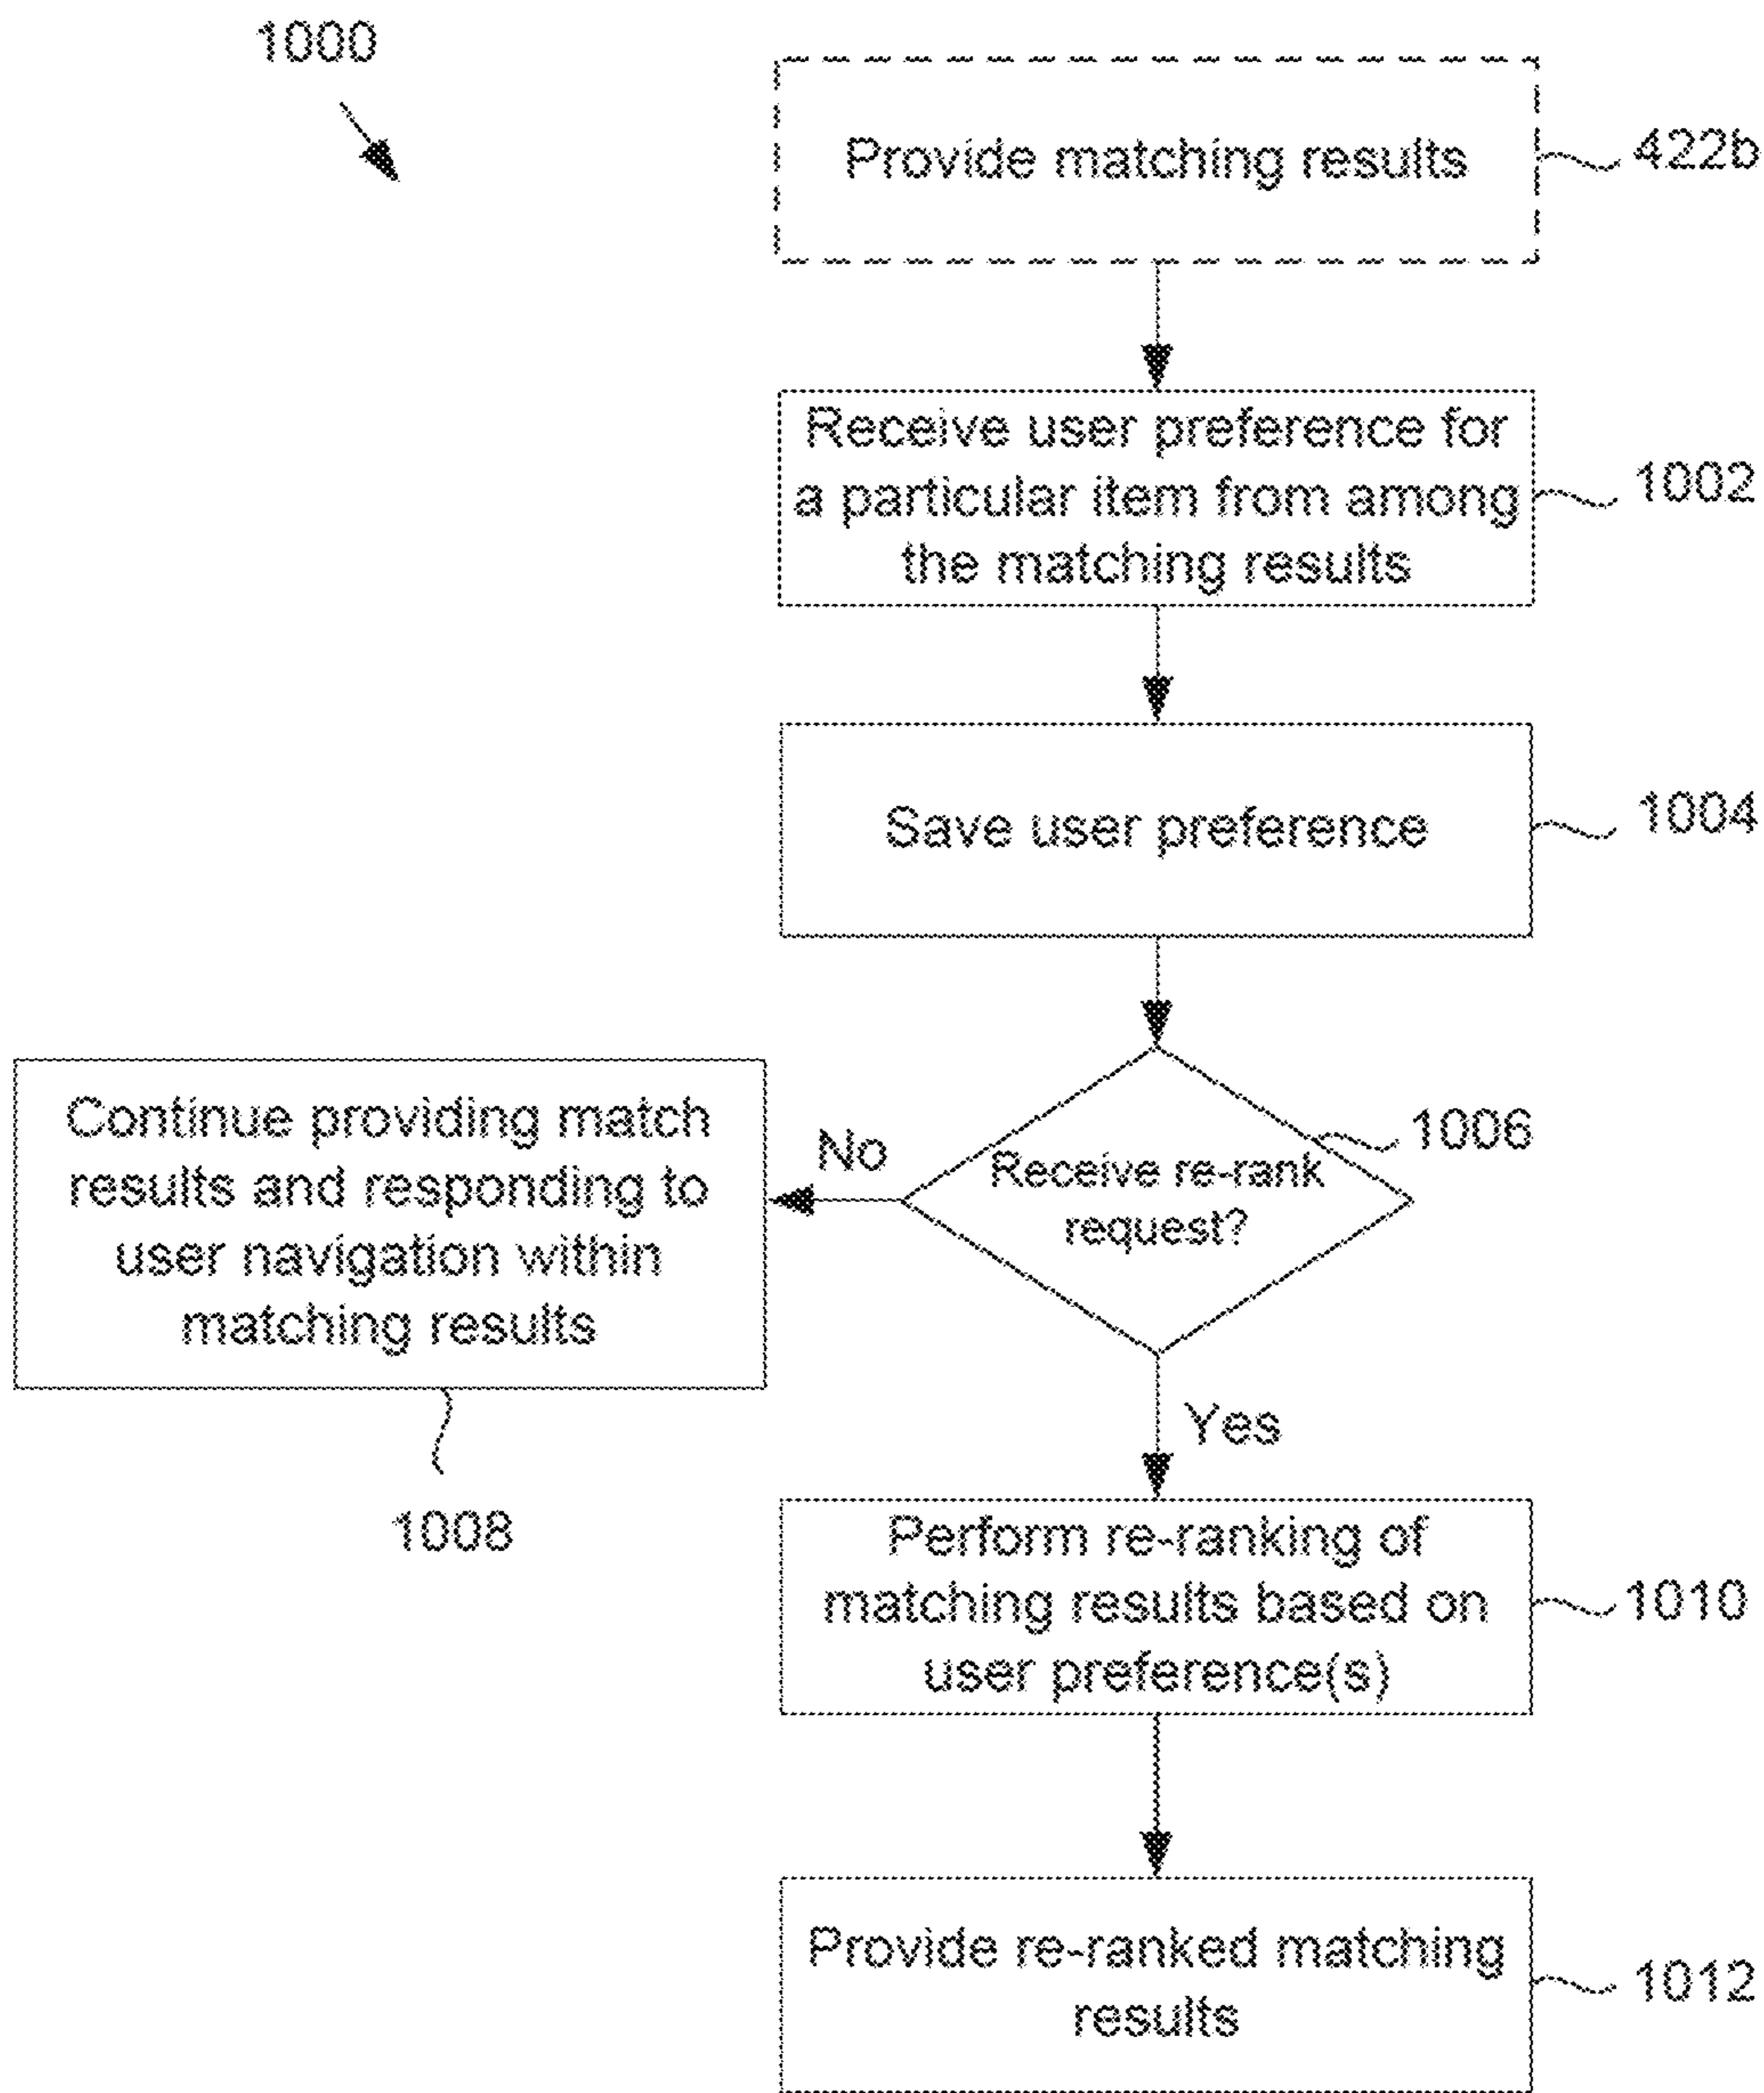 1000
Provide matching results
422b
Receive user preference for
a particular item from among
the matching results
1002
Save user preference
1004
Continue providing match
results and responding to
user navigation within
matching results
1008
No
Receive re-rank
request?
1006
Yes
Perform re-ranking of
matching results based on
user preference(s)
1010
Provide re-ranked matching
results
1012